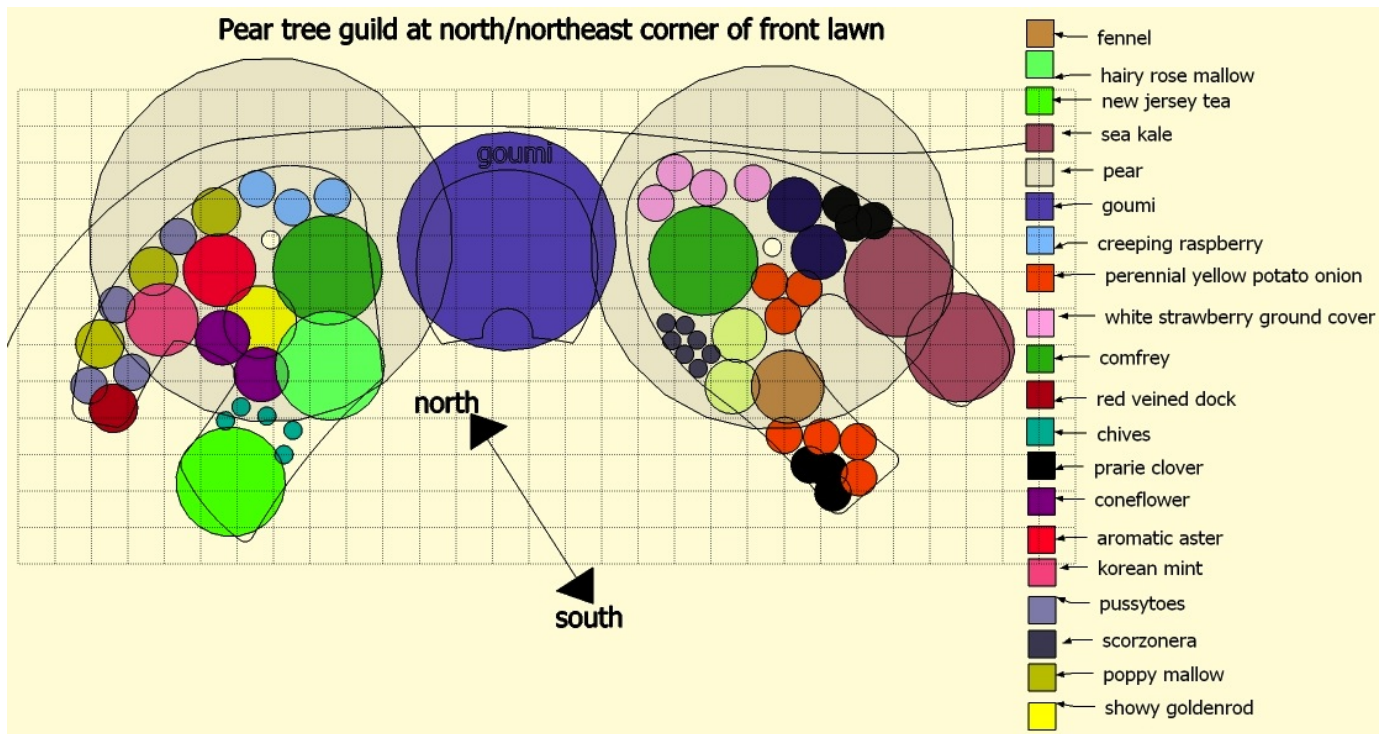 Pear tree guild at north/northeast corner of front lawn
goumi
north
south
fennel
hairy rose mallow
new jersey tea
sea kale
pear
goumi
creeping raspberry
perennial yellow potato onion
white strawberry ground cover
comfrey
red veined dock
chives
prarie clover
coneflower
aromatic aster
korean mint
pussytoes
scorzonera
poppy mallow
showy goldenrod